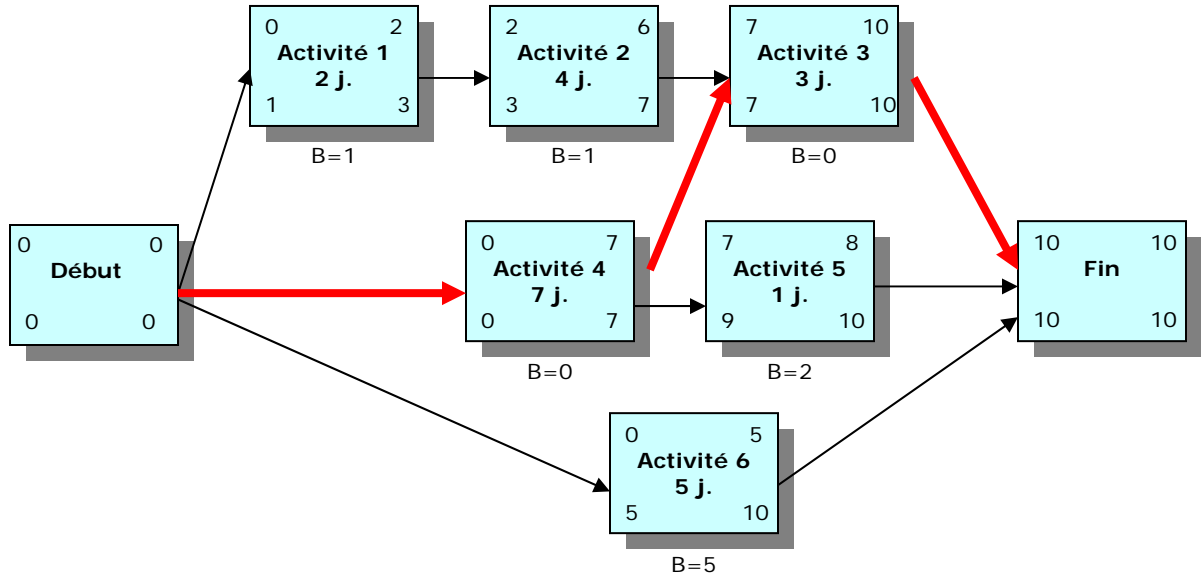 0 2
Activité 1
2 j.
1 3
B=1
2 6
Activité 2
4 j.
3 7
B=1
7 10
Activité 3
3 j.
7 10
B=0
0 0
Début
0 0
0 7
Activité 4
7 j.
0 7
B=0
7 8
Activité 5
1 j.
9 10
B=2
10 10
Fin
10 10
0 5
Activité 6
5 j.
5 10
B=5